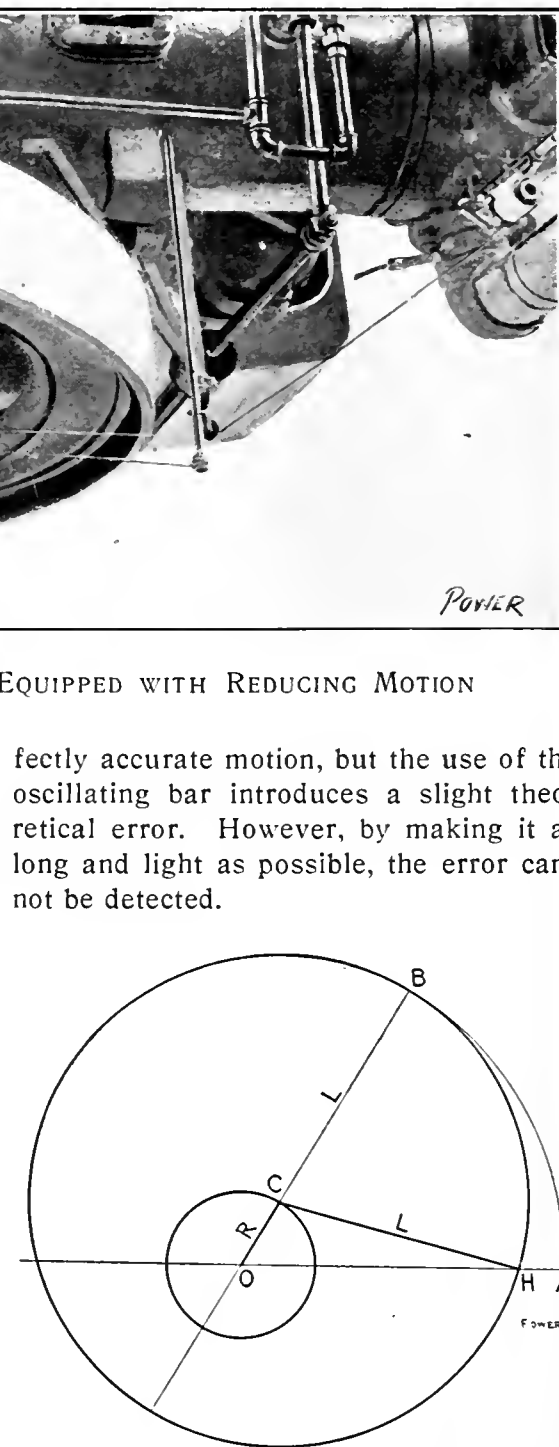 POWER
EQUIPPED WITH REDUCING MOTION
fectly accurate motion, but the use of th
oscillating bar introduces a slight theo
retical error. However, by making it a
long and light as possible, the error can
not be detected.
B
L
C
R
L
O
H
POWER